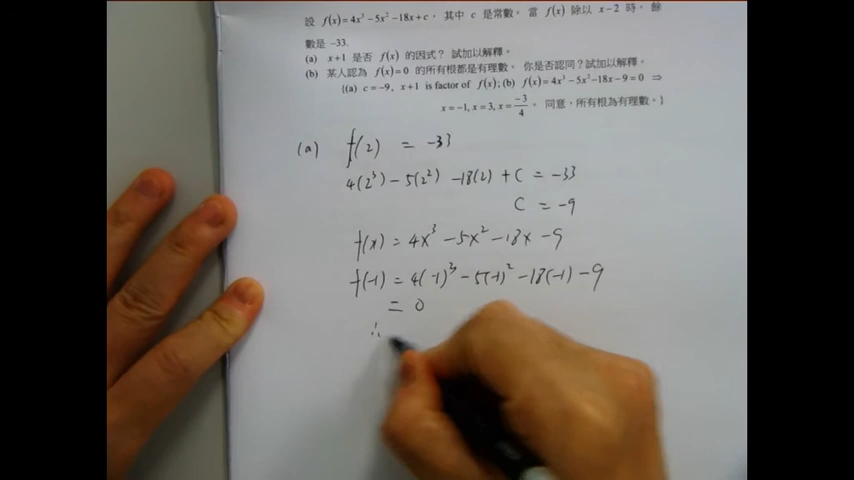 設 f(x)=4x³−5x²−18x+c，其中 c 是常數。當 f(x) 除以 x−2 時，餘
數是 −33.
(a) x+1 是否 f(x) 的因式？試加以解釋。
(b) 某人認為 f(x)=0 的所有根都是有理數。你是否認同？試加以解釋。
{(a) c=−9, x+1 is factor of f(x); (b) f(x)=4x³−5x²−18x−9=0 ⇒
x=−1, x=3, x=−3/4。同意，所有根為有理數。}
(a) f(2) = −33
4(2³) − 5(2²) − 18(2) + C = −33
C = −9
f(x) = 4x³ − 5x² − 18x − 9
f(−1) = 4(−1)³ − 5(−1)² − 18(−1) − 9
= 0
∴